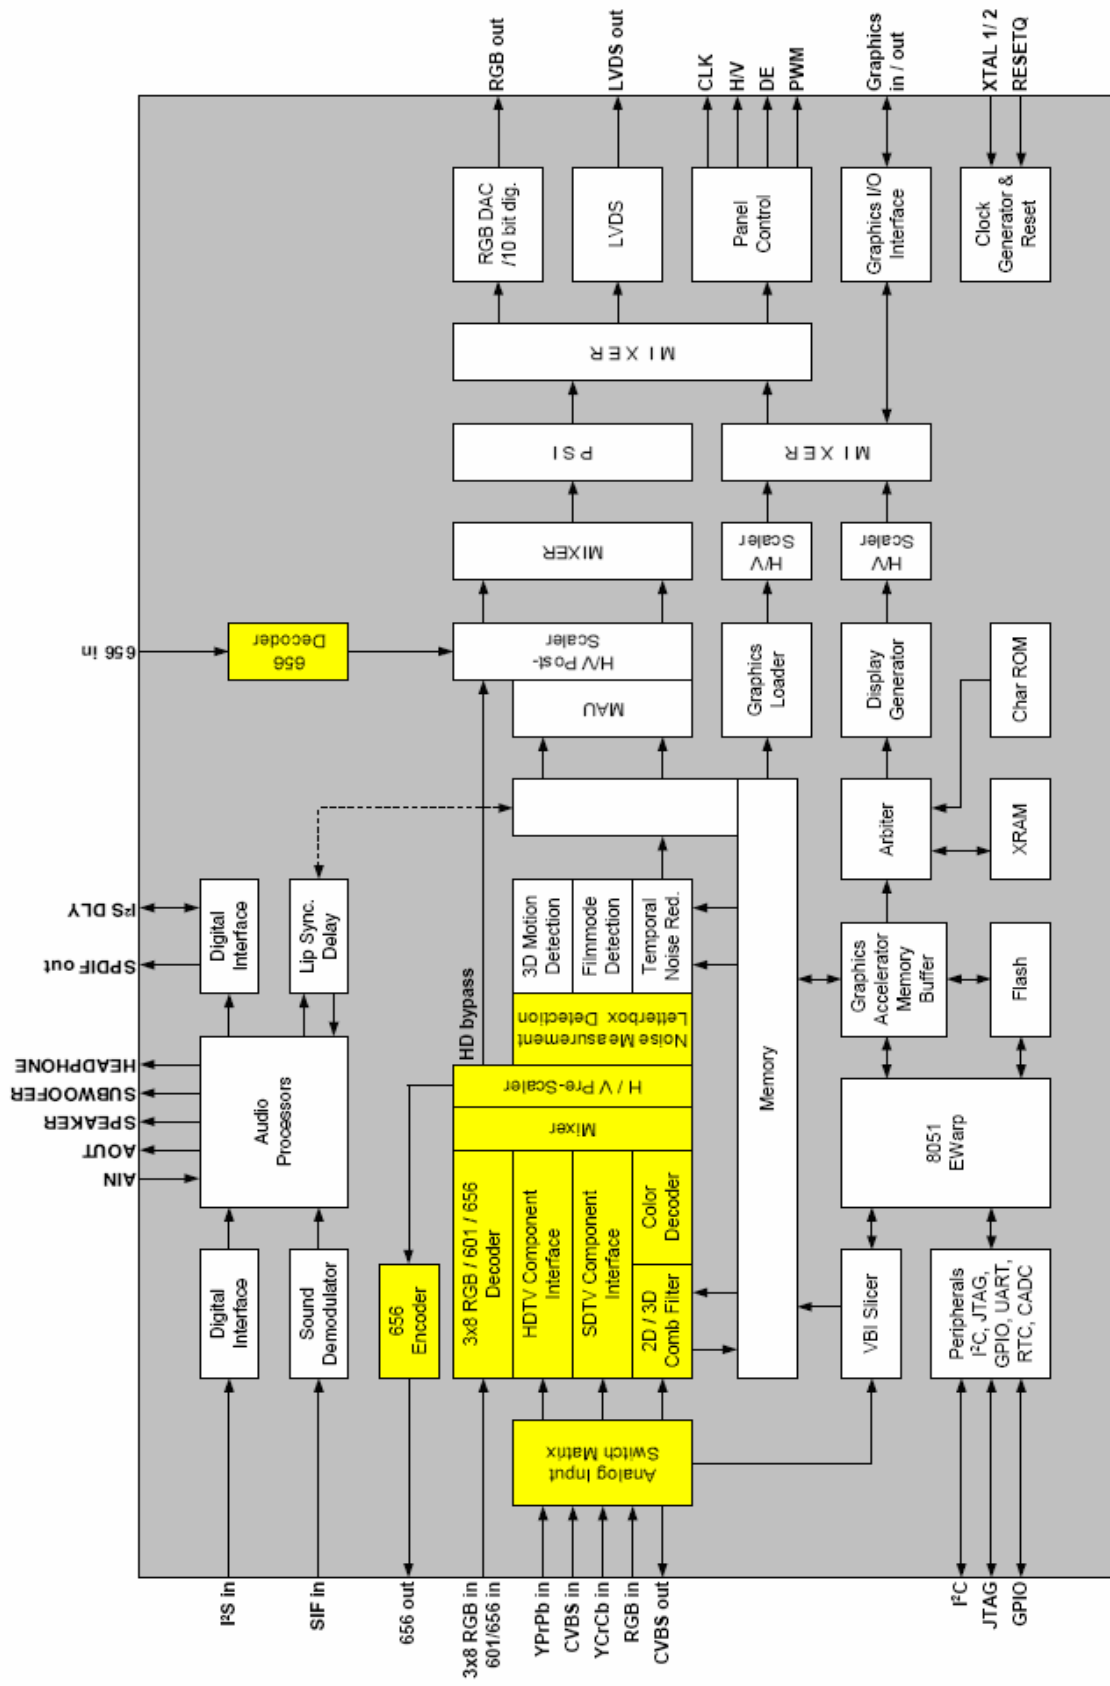 RGB out
LVDS out
CLK
H/V
DE
PWM
Graphics
in / out
XTAL 1/ 2
RESETQ
RGB DAC
/10 bit dig.
LVDS
Panel
Control
Graphics I/O
Interface
Clock
Generator &
Reset
MIXER
PSI
MIXER
MIXER
H/V
Scaler
H/V
Scaler
656 in
656
Decoder
H/V Post-
Scaler
MAU
Graphics
Loader
Display
Generator
Char ROM
I²S DLY
SPDIF out
HEADPHONE
SUBWOOFER
SPEAKER
AOUT
AIN
Digital
Interface
Lip Sync.
Delay
Audio
Processors
HD bypass
3D Motion
Detection
Filmmode
Detection
Temporal
Noise Red.
Noise Measurement
Letterbox Detection
H / V Pre-Scaler
Mixer
Memory
Arbiter
XRAM
Graphics
Accelerator
Memory
Buffer
Flash
8051
EWarp
Digital
Interface
Sound
Demodulator
656
Encoder
3x8 RGB / 601 / 656
Decoder
HDTV Component
Interface
SDTV Component
Interface
Color
Decoder
2D / 3D
Comb Filter
VBI Slicer
Peripherals
I²C, JTAG,
GPIO, UART,
RTC, CADC
Analog Input
Switch Matrix
I²S in
SIF in
656 out
3x8 RGB in
601/656 in
YPrPb in
CVBS in
YCrCb in
RGB in
CVBS out
I²C
JTAG
GPIO